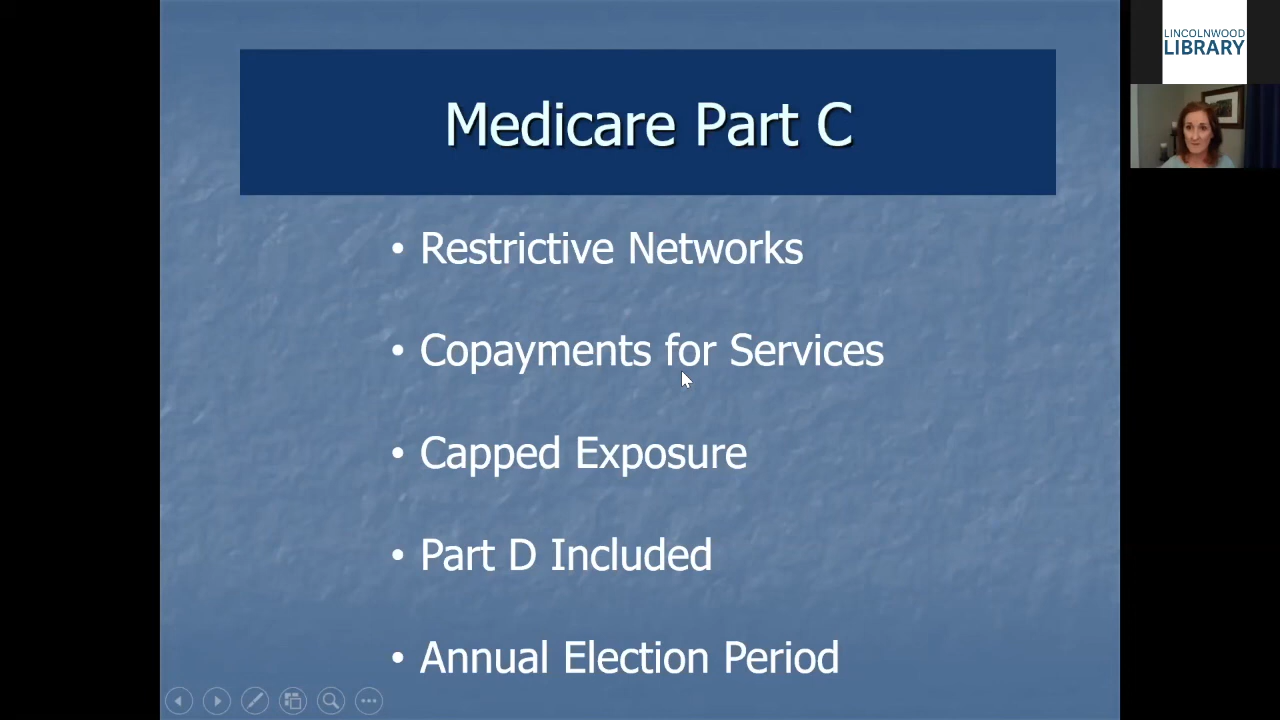 Medicare Part C
• Restrictive Networks
• Copayments for Services
• Capped Exposure
• Part D Included
• Annual Election Period
LINCOLNWOOD
LIBRARY